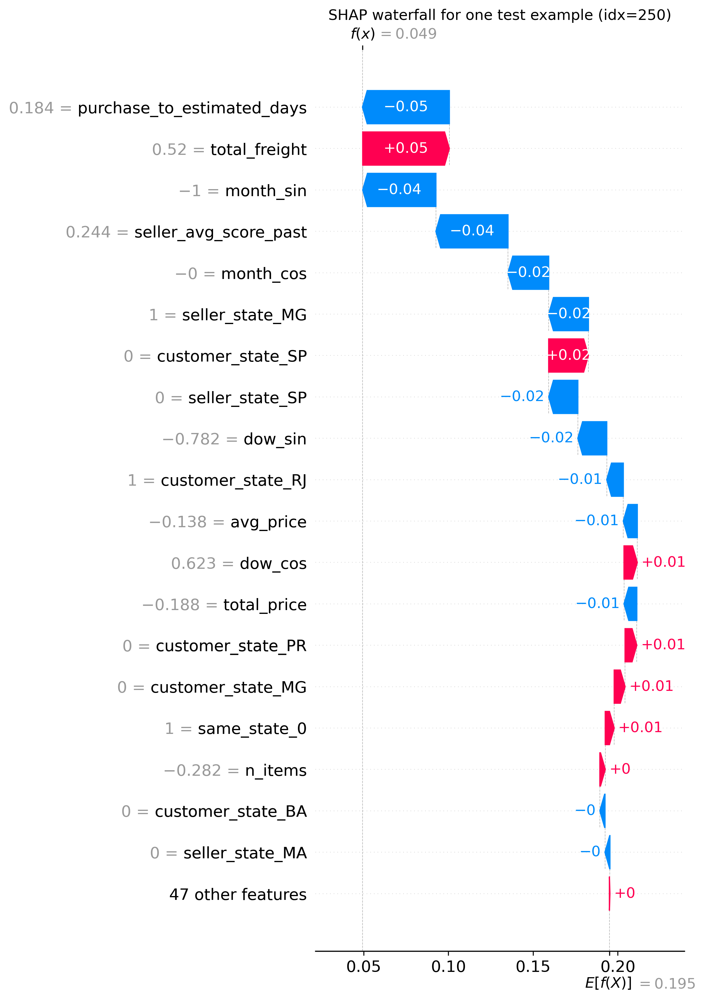 SHAP waterfall for one test example (idx=250)
f(x) = 0.049
0.184 = purchase_to_estimated_days −0.05
0.52 = total_freight +0.05
−1 = month_sin −0.04
0.244 = seller_avg_score_past −0.04
−0 = month_cos −0.02
1 = seller_state_MG −0.02
0 = customer_state_SP +0.02
0 = seller_state_SP −0.02
−0.782 = dow_sin −0.02
1 = customer_state_RJ −0.01
−0.138 = avg_price −0.01
0.623 = dow_cos +0.01
−0.188 = total_price −0.01
0 = customer_state_PR +0.01
0 = customer_state_MG +0.01
1 = same_state_0 +0.01
−0.282 = n_items +0
0 = customer_state_BA −0
0 = seller_state_MA −0
47 other features +0
0.05 0.10 0.15 0.20
E[f(X)] = 0.195